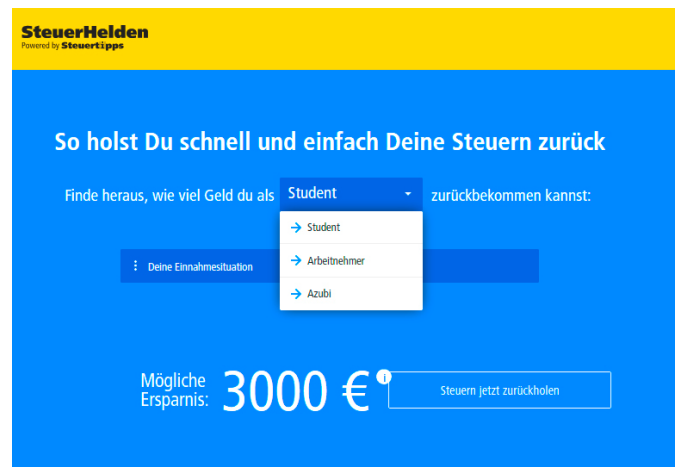 SteuerHelden
Powered by Steuertipps
So holst Du schnell und einfach Deine Steuern zurück
Finde heraus, wie viel Geld du als Student zurückbekommen kannst:
Student
Deine Einnahmesituation
Arbeitnehmer
Azubi
Mögliche
Ersparnis: 3000 € i
Steuern jetzt zurückholen